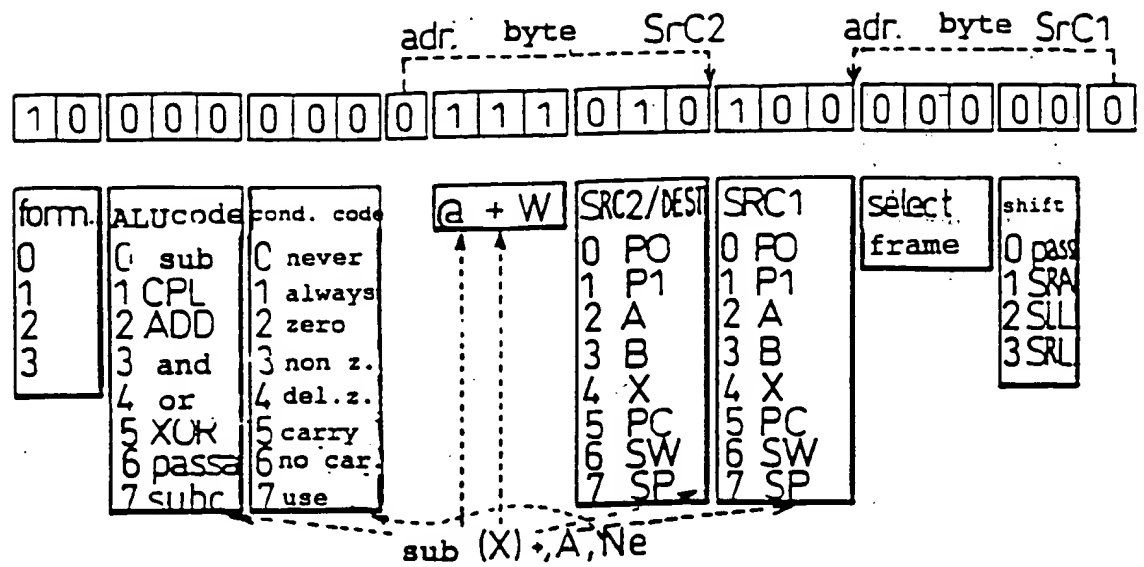 adr. byte SrC2 adr. byte SrC1
1 0 0 0 0 0 0 0 0 1 1 1 0 1 0 1 0 0 0 0 0 0 0 0
form. ALUcode cond. code @ + W SRC2/DEST SRC1 select shift
frame
0 0 sub 0 never 0 PO 0 PO 0 pass
1 1 CPL 1 always 1 P1 1 P1 1 SRA
2 2 ADD 2 zero 2 A 2 A 2 SLL
3 3 and 3 non z. 3 B 3 B 3 SRL
4 or 4 del.z. 4 X 4 X
5 XOR 5 carry 5 PC 5 PC
6 passa 6 no car. 6 SW 6 SW
7 subc 7 use 7 SP 7 SP
sub (X)+,A,Ne